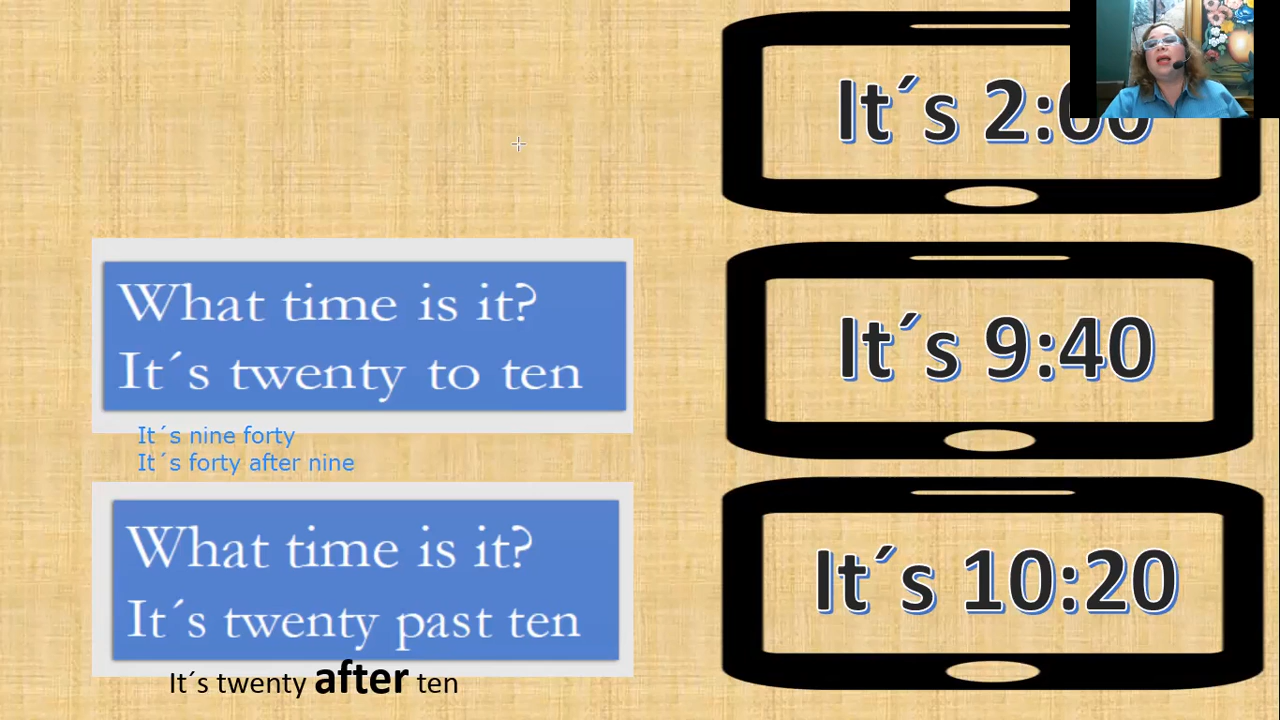 It´s 2:00
What time is it?
It´s twenty to ten
It´s nine forty
It´s forty after nine
It´s 9:40
What time is it?
It´s twenty past ten
It´s twenty after ten
It´s 10:20